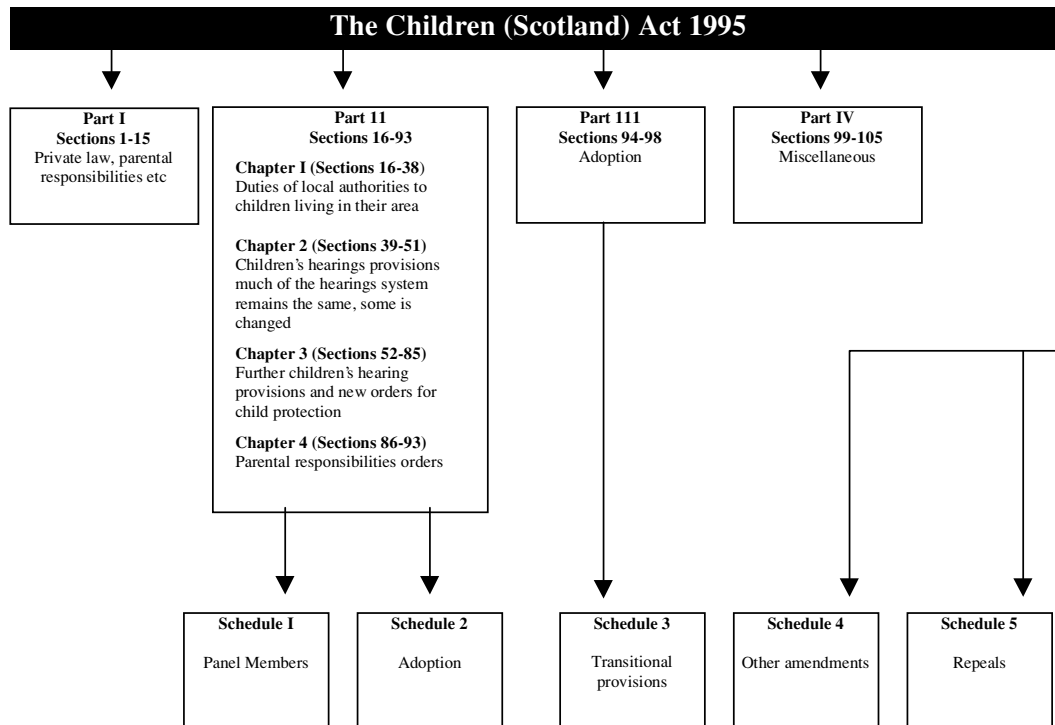 The Children (Scotland) Act 1995
Part I
Sections 1-15
Private law, parental
responsibilities etc
Part 11
Sections 16-93
Chapter I (Sections 16-38)
Duties of local authorities to
children living in their area
Chapter 2 (Sections 39-51)
Children's hearings provisions
much of the hearings system
remains the same, some is
changed
Chapter 3 (Sections 52-85)
Further children's hearing
provisions and new orders for
child protection
Chapter 4 (Sections 86-93)
Parental responsibilities orders
Part 111
Sections 94-98
Adoption
Part IV
Sections 99-105
Miscellaneous
Schedule I
Panel Members
Schedule 2
Adoption
Schedule 3
Transitional
provisions
Schedule 4
Other amendments
Schedule 5
Repeals